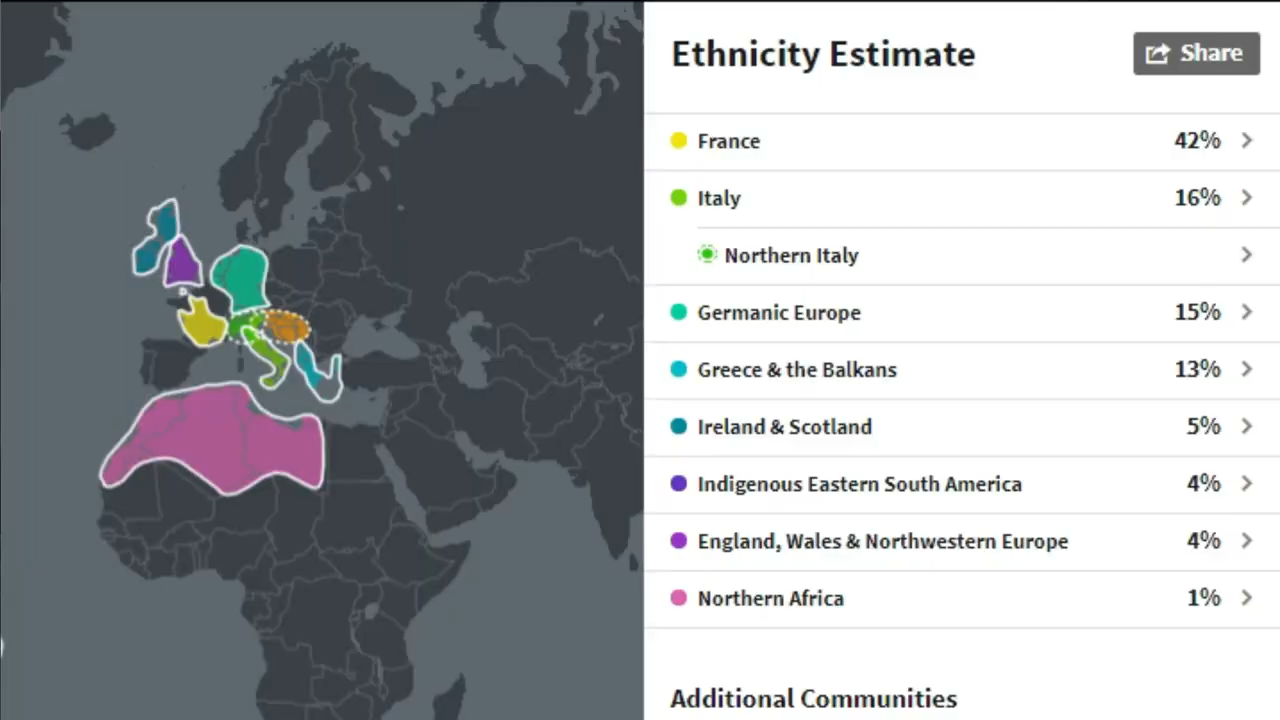 Ethnicity Estimate
Share
France 42%
Italy 16%
Northern Italy
Germanic Europe 15%
Greece & the Balkans 13%
Ireland & Scotland 5%
Indigenous Eastern South America 4%
England, Wales & Northwestern Europe 4%
Northern Africa 1%
Additional Communities